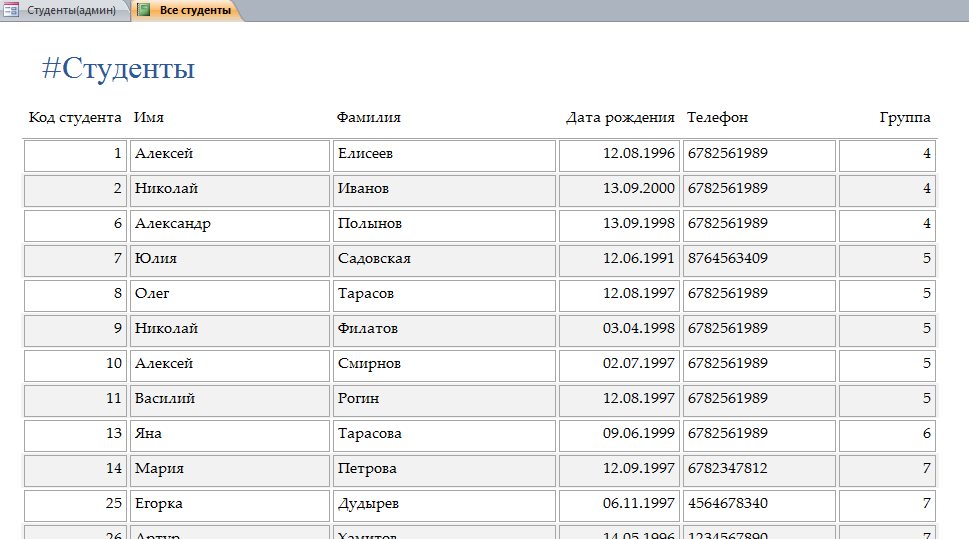 Студенты(админ) Все студенты
#Студенты
Код студента Имя Фамилия Дата рождения Телефон Группа
1 Алексей Елисеев 12.08.1996 6782561989 4
2 Николай Иванов 13.09.2000 6782561989 4
6 Александр Полынов 13.09.1998 6782561989 4
7 Юлия Садовская 12.06.1991 8764563409 5
8 Олег Тарасов 12.08.1997 6782561989 5
9 Николай Филатов 03.04.1998 6782561989 5
10 Алексей Смирнов 02.07.1997 6782561989 5
11 Василий Рогин 12.08.1997 6782561989 5
13 Яна Тарасова 09.06.1999 6782561989 6
14 Мария Петрова 12.09.1997 6782347812 7
25 Егорка Дудырев 06.11.1997 4564678340 7
26 Артур Хамитов 14.05.1996 1234567890 7